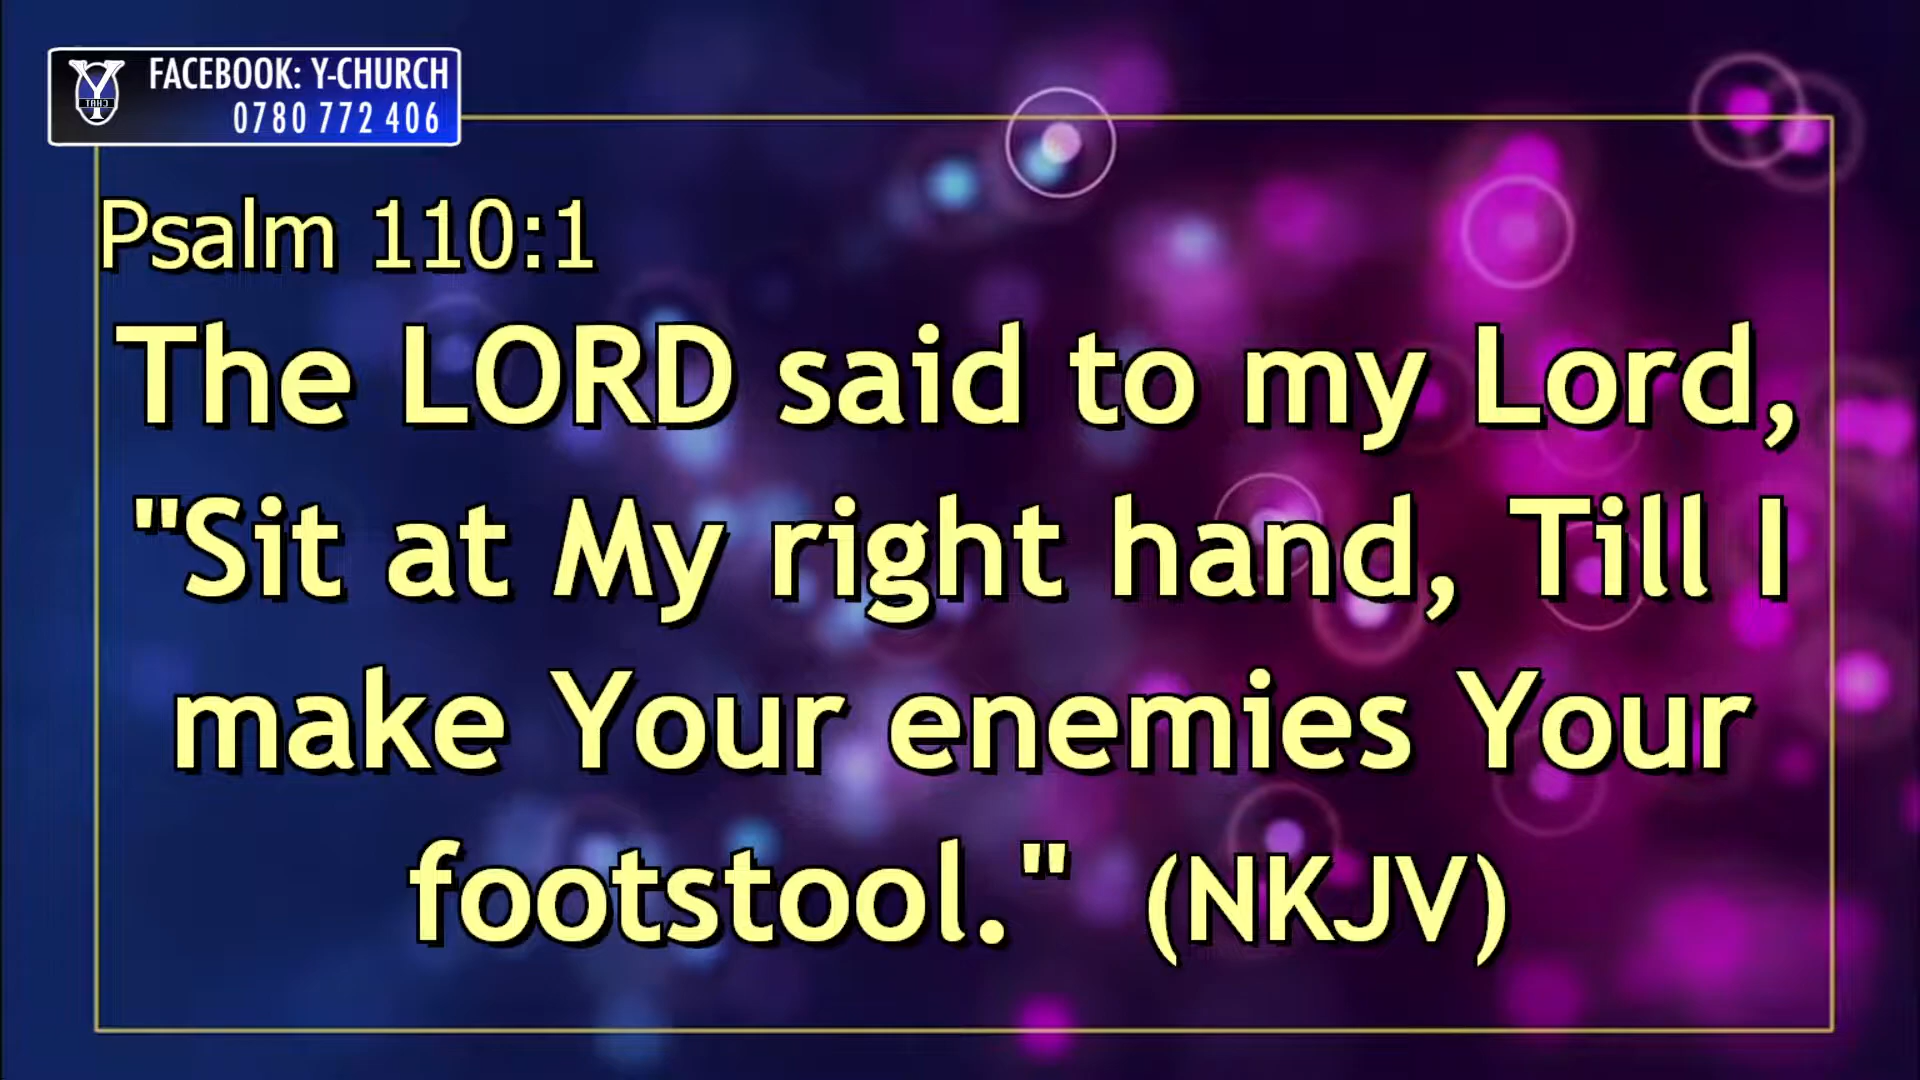 FACEBOOK: Y-CHURCH
0780 772 406
Psalm 110:1
The LORD said to my Lord,
"Sit at My right hand, Till I
make Your enemies Your
footstool." (NKJV)